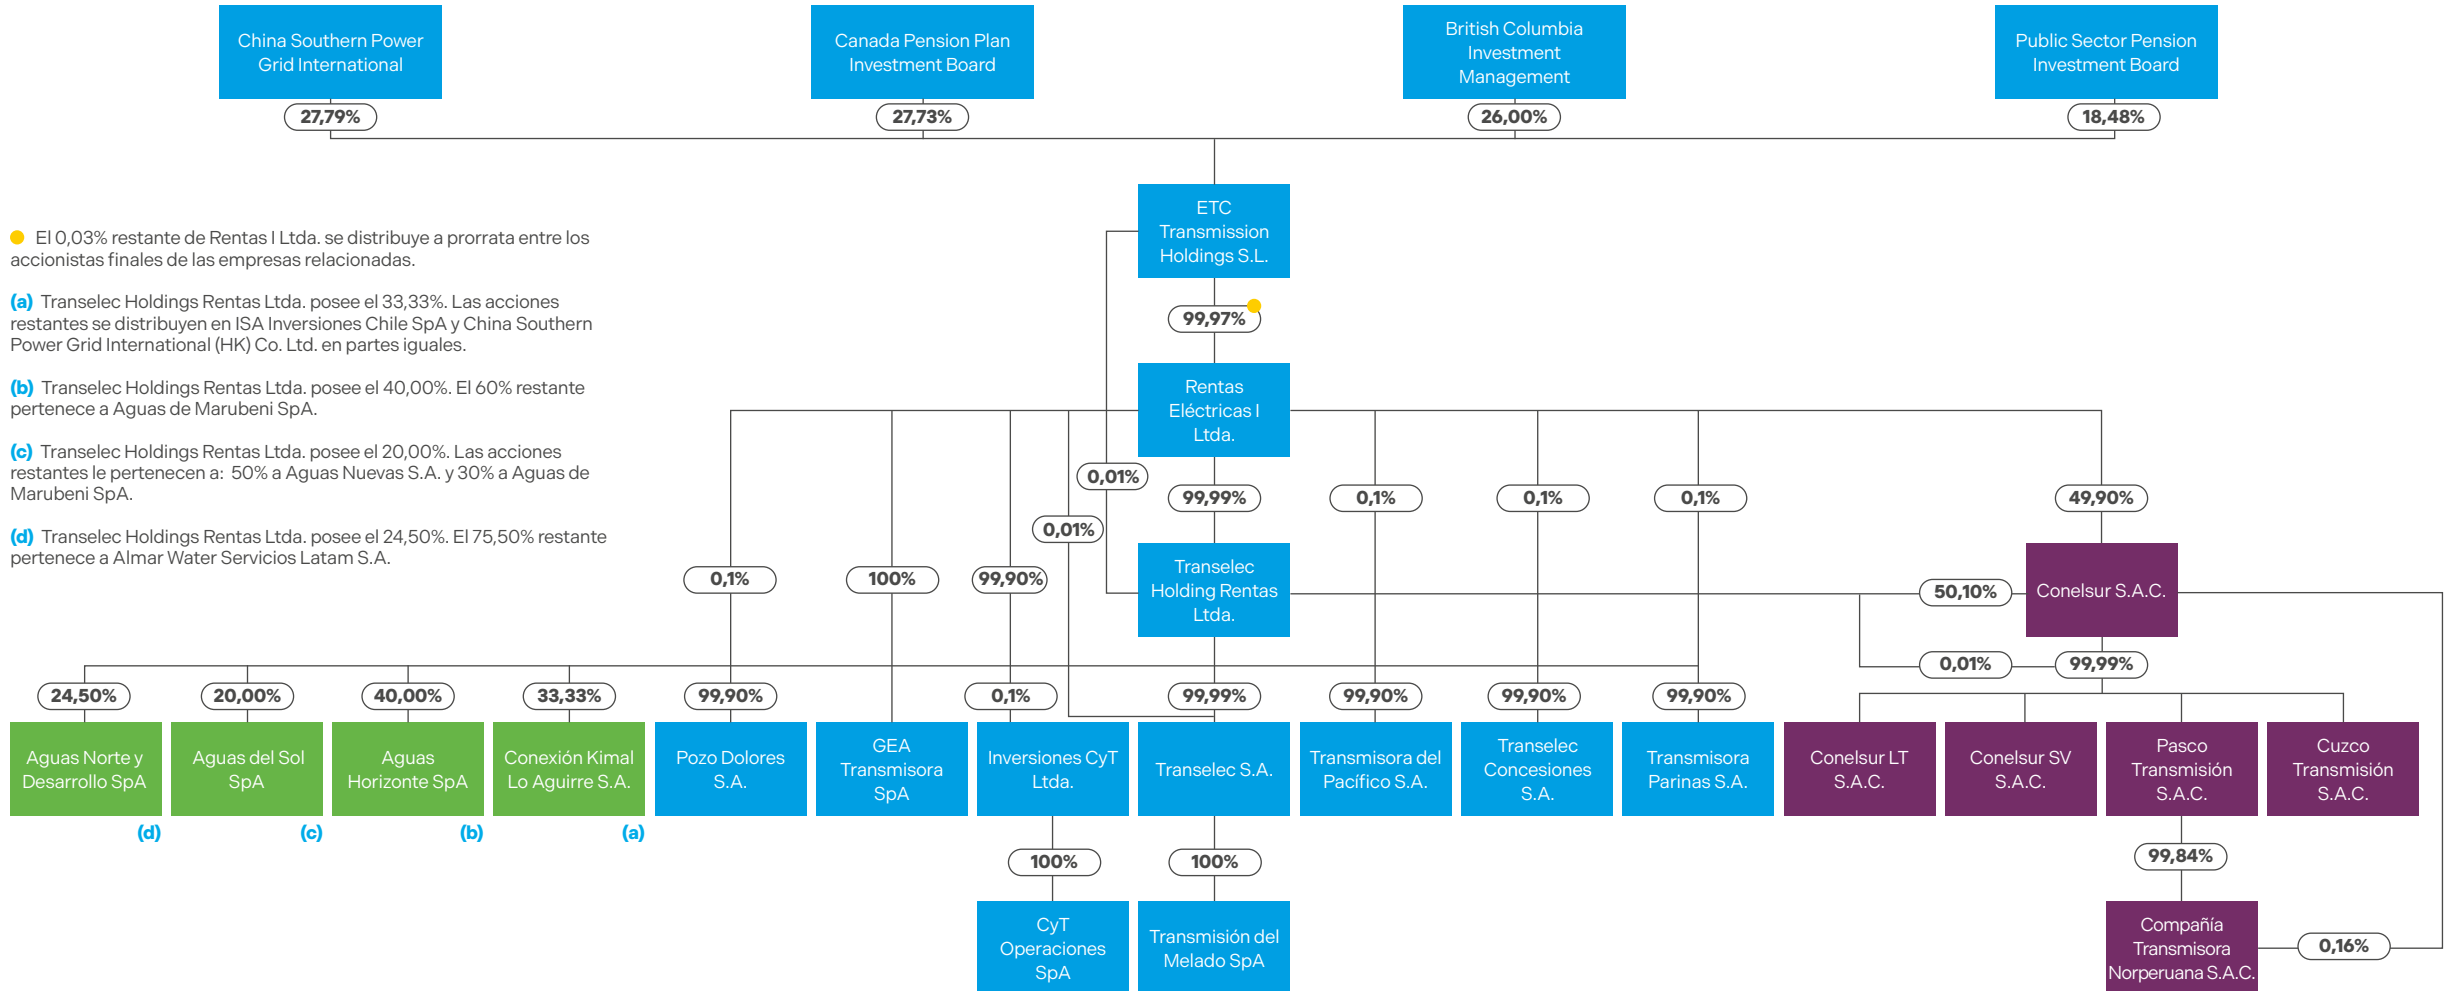 China Southern Power
Grid International
Canada Pension Plan
Investment Board
British Columbia
Investment
Management
Public Sector Pension
Investment Board
27,79%
27,73%
26,00%
18,48%
ETC
Transmission
Holdings S.L.
El 0,03% restante de Rentas I Ltda. se distribuye a prorrata entre los
accionistas finales de las empresas relacionadas.
(a) Transelec Holdings Rentas Ltda. posee el 33,33%. Las acciones
restantes se distribuyen en ISA Inversiones Chile SpA y China Southern
Power Grid International (HK) Co. Ltd. en partes iguales.
(b) Transelec Holdings Rentas Ltda. posee el 40,00%. El 60% restante
pertenece a Aguas de Marubeni SpA.
(c) Transelec Holdings Rentas Ltda. posee el 20,00%. Las acciones
restantes le pertenecen a: 50% a Aguas Nuevas S.A. y 30% a Aguas de
Marubeni SpA.
(d) Transelec Holdings Rentas Ltda. posee el 24,50%. El 75,50% restante
pertenece a Almar Water Servicios Latam S.A.
99,97%
Rentas
Eléctricas I
Ltda.
0,01%
99,99%
0,1%
0,1%
0,1%
49,90%
0,01%
0,1%
100%
99,90%
Transelec
Holding Rentas
Ltda.
50,10%
Conelsur S.A.C.
0,01%
99,99%
24,50%
20,00%
40,00%
33,33%
99,90%
0,1%
99,99%
99,90%
99,90%
99,90%
Aguas Norte y
Desarrollo SpA
Aguas del Sol
SpA
Aguas
Horizonte SpA
Conexión Kimal
Lo Aguirre S.A.
Pozo Dolores
S.A.
GEA
Transmisora
SpA
Inversiones CyT
Ltda.
Transelec S.A.
Transmisora del
Pacífico S.A.
Transelec
Concesiones
S.A.
Transmisora
Parinas S.A.
Conelsur LT
S.A.C.
Conelsur SV
S.A.C.
Pasco
Transmisión
S.A.C.
Cuzco
Transmisión
S.A.C.
(d)
(c)
(b)
(a)
100%
100%
99,84%
CyT
Operaciones
SpA
Transmisión del
Melado SpA
Compañía
Transmisora
Norperuana S.A.C.
0,16%